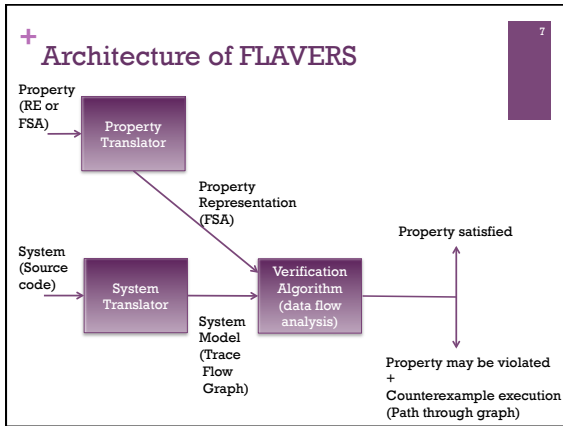 7
+
Architecture of FLAVERS
Property
(RE or
FSA)
Property
Translator
Property
Representation
(FSA)
Property satisfied
System
(Source
code)
System
Translator
System
Model
(Trace
Flow
Graph)
Verification
Algorithm
(data flow
analysis)
Property may be violated
+
Counterexample execution
(Path through graph)